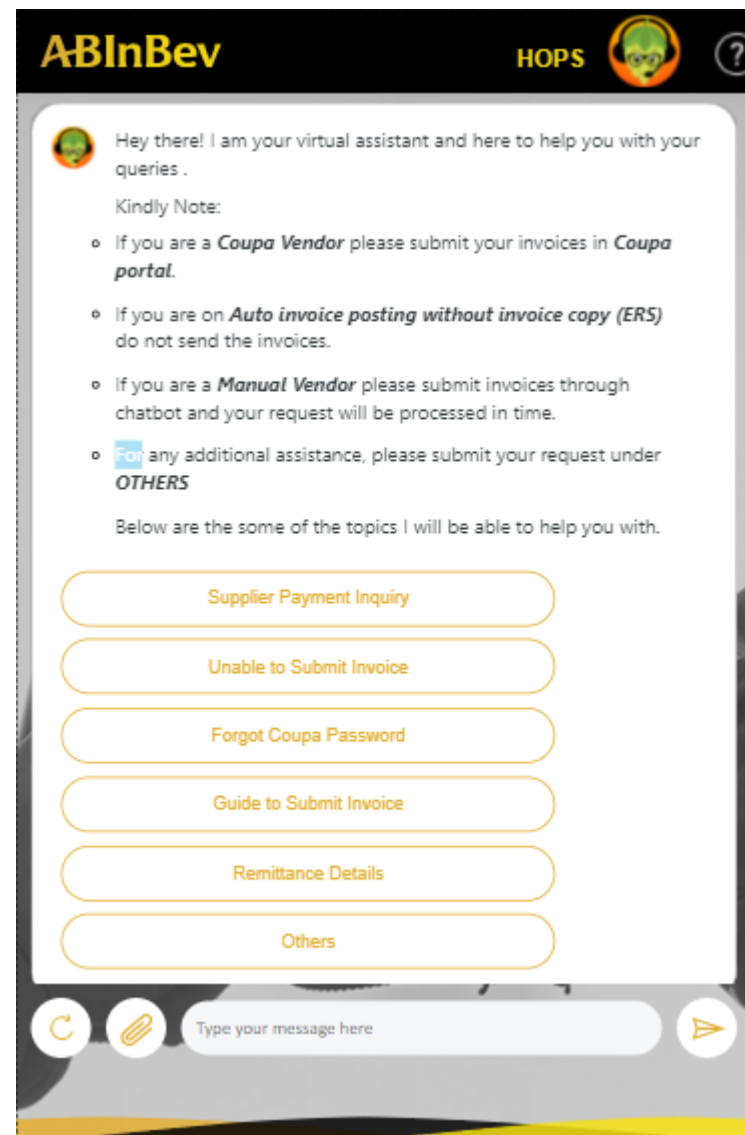 ABInBev
HOPS
?
Hey there! I am your virtual assistant and here to help you with your
queries .
Kindly Note:
If you are a Coupa Vendor please submit your invoices in Coupa
portal.
If you are on Auto invoice posting without invoice copy (ERS)
do not send the invoices.
If you are a Manual Vendor please submit invoices through
chatbot and your request will be processed in time.
For any additional assistance, please submit your request under
OTHERS
Below are the some of the topics I will be able to help you with.
Supplier Payment Inquiry
Unable to Submit Invoice
Forgot Coupa Password
Guide to Submit Invoice
Remittance Details
Others
Type your message here